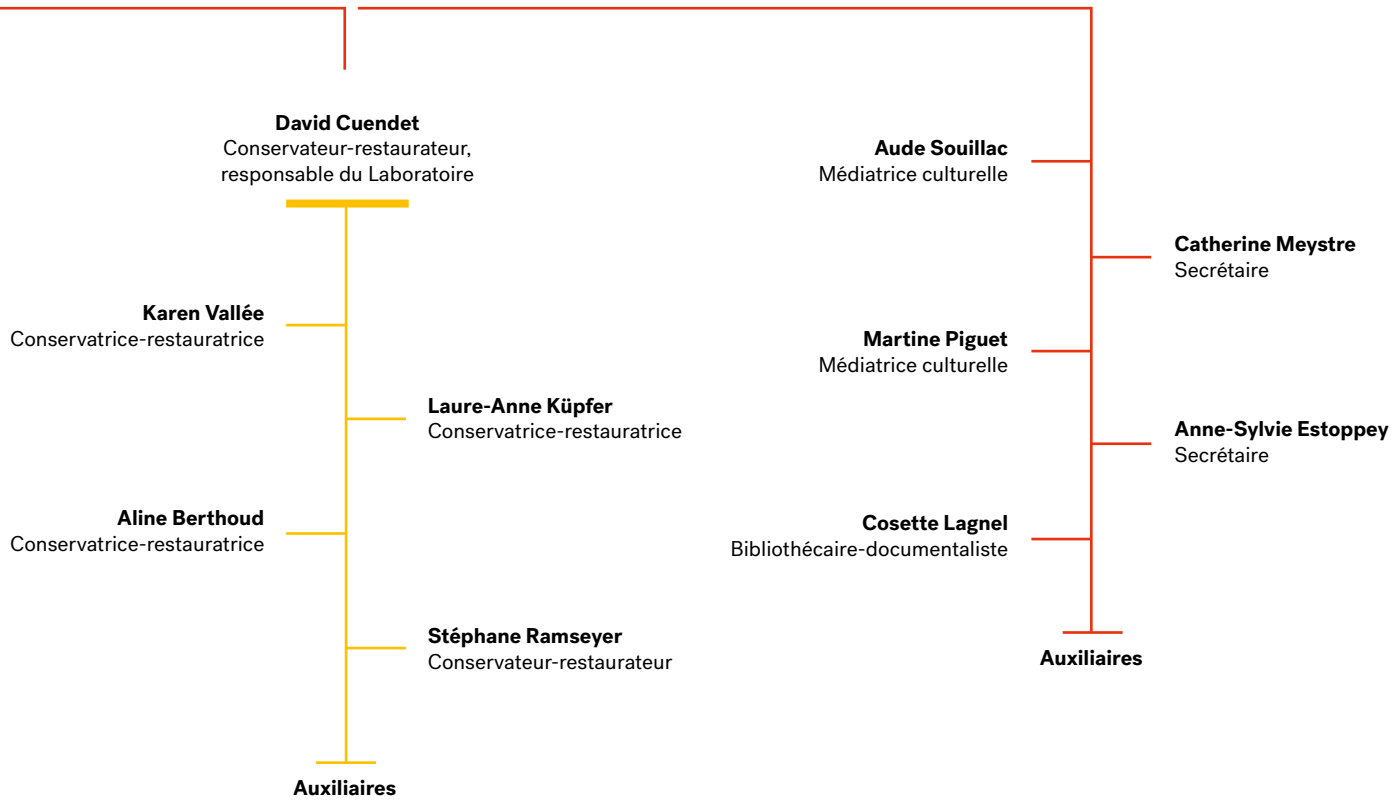 David Cuendet
Conservateur-restaurateur,
responsable du Laboratoire
Karen Vallée
Conservatrice-restauratrice
Laure-Anne Küpfer
Conservatrice-restauratrice
Aline Berthoud
Conservatrice-restauratrice
Stéphane Ramseyer
Conservateur-restaurateur
Auxiliaires
Aude Souillac
Médiatrice culturelle
Catherine Meystre
Secrétaire
Martine Piguet
Médiatrice culturelle
Anne-Sylvie Estoppey
Secrétaire
Cosette Lagnel
Bibliothécaire-documentaliste
Auxiliaires